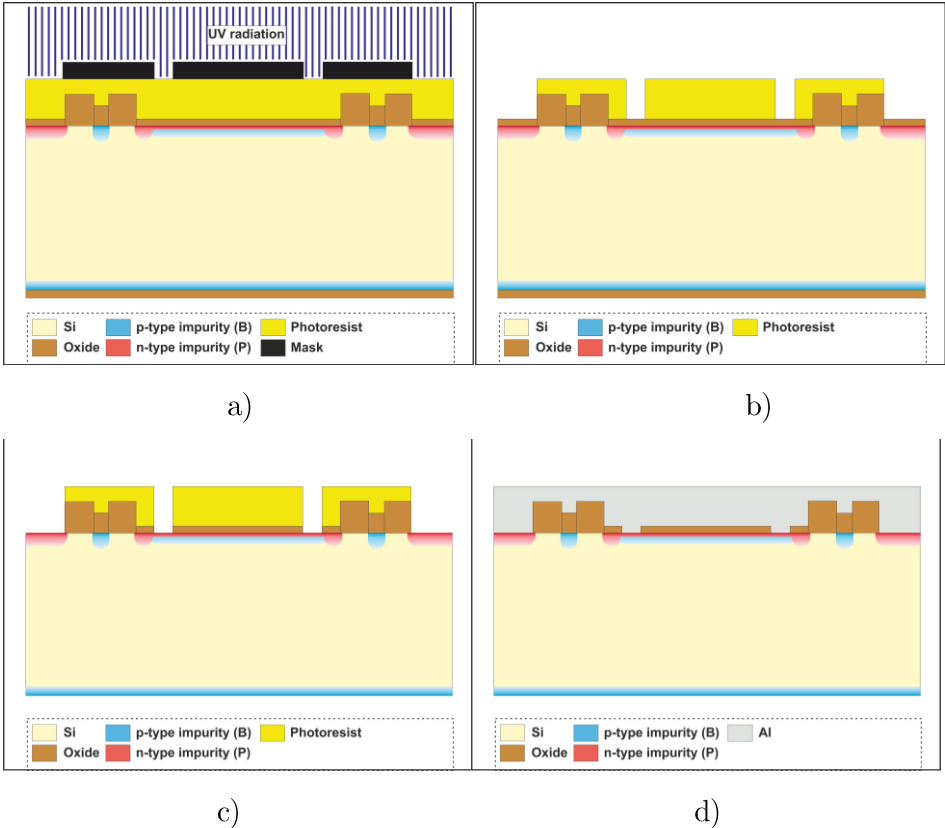 UV radiation
Si p-type impurity (B) Photoresist
Oxide n-type impurity (P) Mask
a)
Si p-type impurity (B) Photoresist
Oxide n-type impurity (P)
b)
Si p-type impurity (B) Photoresist
Oxide n-type impurity (P)
c)
Si p-type impurity (B) Al
Oxide n-type impurity (P)
d)